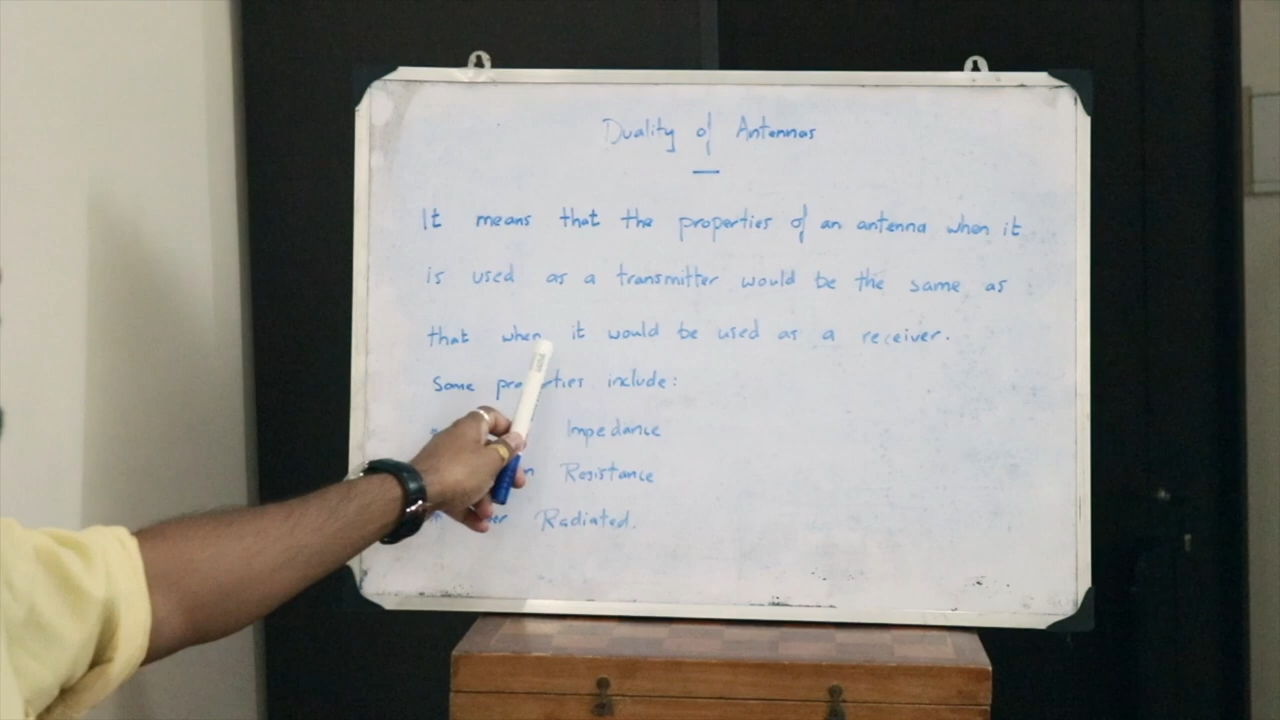 Duality of Antennas
It means that the properties of an antenna when it
is used as a transmitter would be the same as
that when it would be used as a receiver.
Some properties include:
Impedance
Resistance
Radiated.